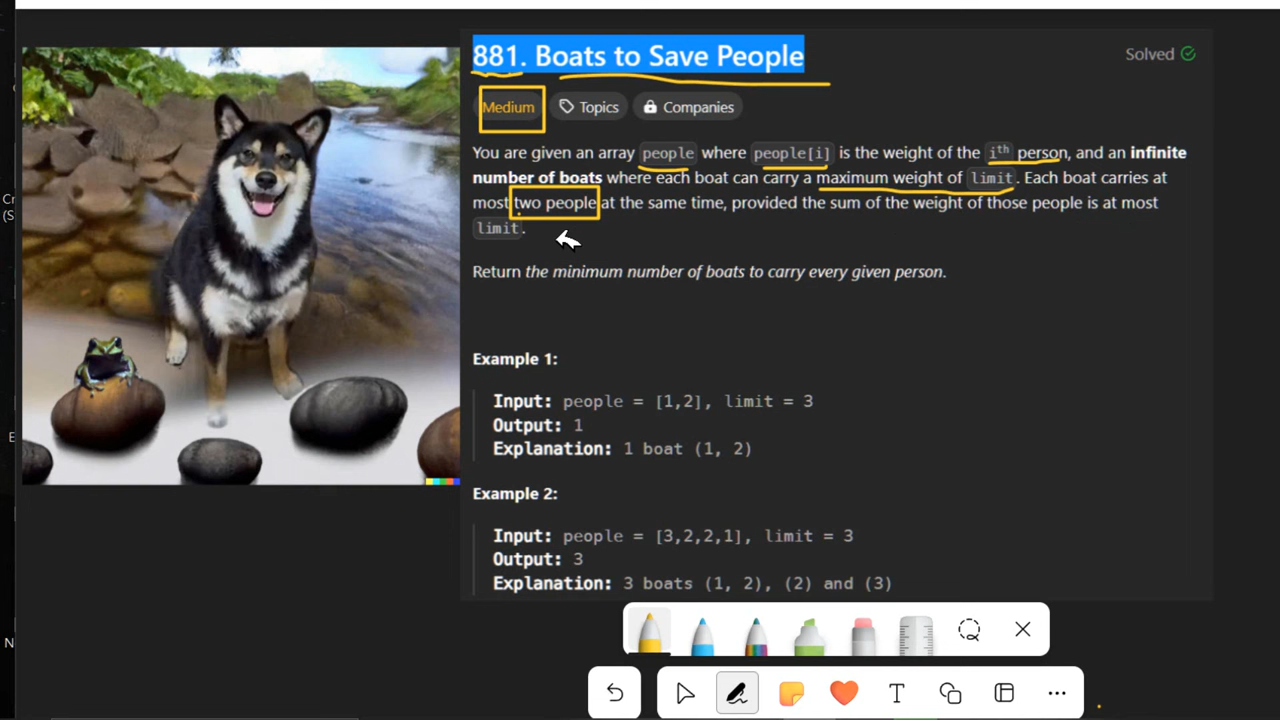 881. Boats to Save People
Solved
Medium
Topics
Companies
You are given an array people where people[i] is the weight of the ith person, and an infinite
number of boats where each boat can carry a maximum weight of limit. Each boat carries at
most two people at the same time, provided the sum of the weight of those people is at most
limit.
Return the minimum number of boats to carry every given person.
Example 1:
Input: people = [1,2], limit = 3
Output: 1
Explanation: 1 boat (1, 2)
Example 2:
Input: people = [3,2,2,1], limit = 3
Output: 3
Explanation: 3 boats (1, 2), (2) and (3)
Cr
(S
E
N
T